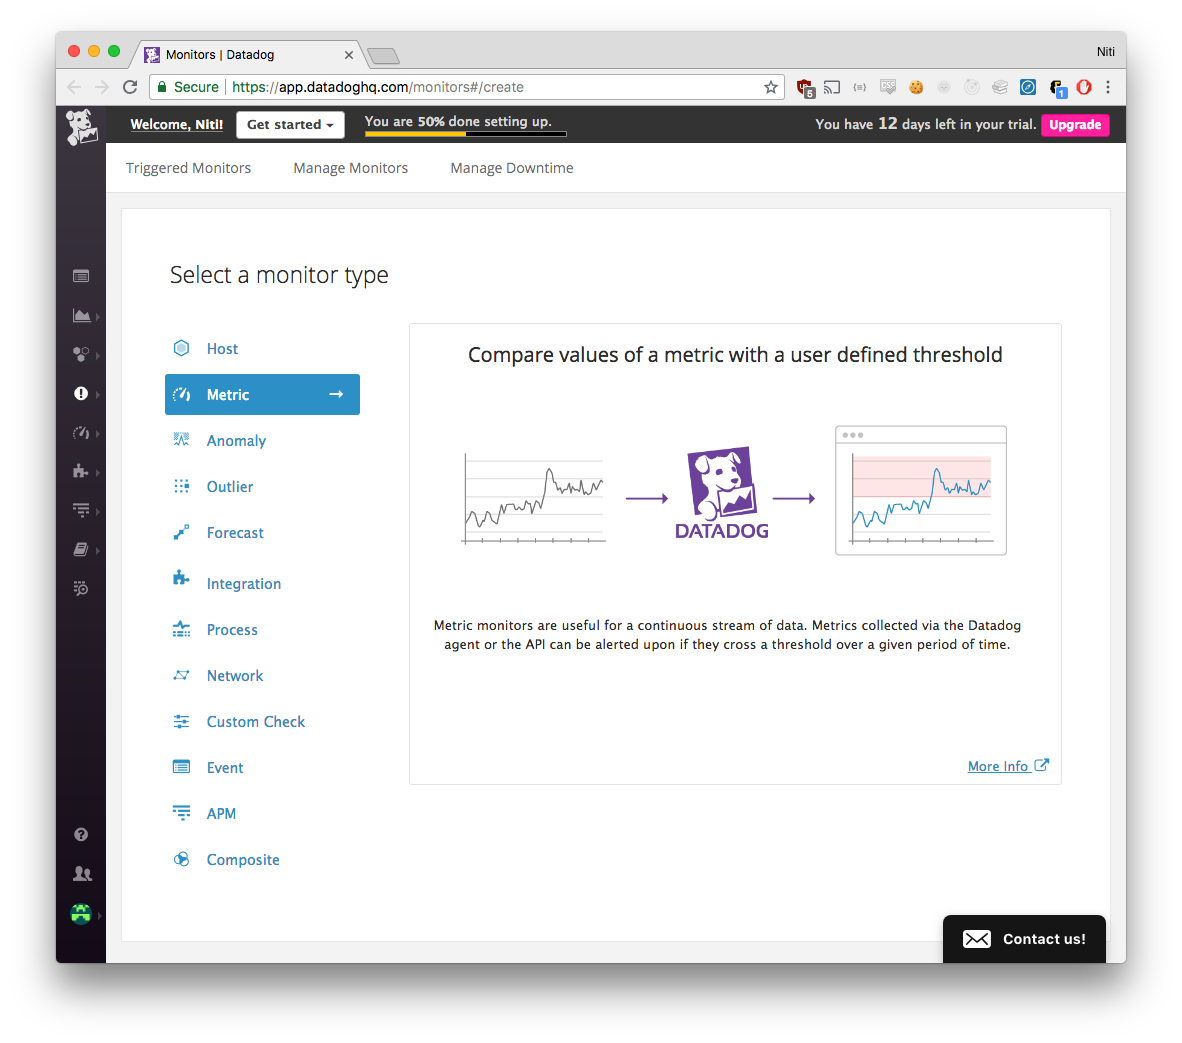 Monitors | Datadog
Niti
Secure
https://app.datadoghq.com/monitors#/create
5
1
Welcome, Niti!
Get started
You are 50% done setting up.
You have 12 days left in your trial.
Upgrade
Triggered Monitors
Manage Monitors
Manage Downtime
Select a monitor type
Host
Metric
Anomaly
Outlier
Forecast
Integration
Process
Network
Custom Check
Event
APM
Composite
Compare values of a metric with a user defined threshold
DATADOG
Metric monitors are useful for a continuous stream of data. Metrics collected via the Datadog
agent or the API can be alerted upon if they cross a threshold over a given period of time.
More Info
Contact us!